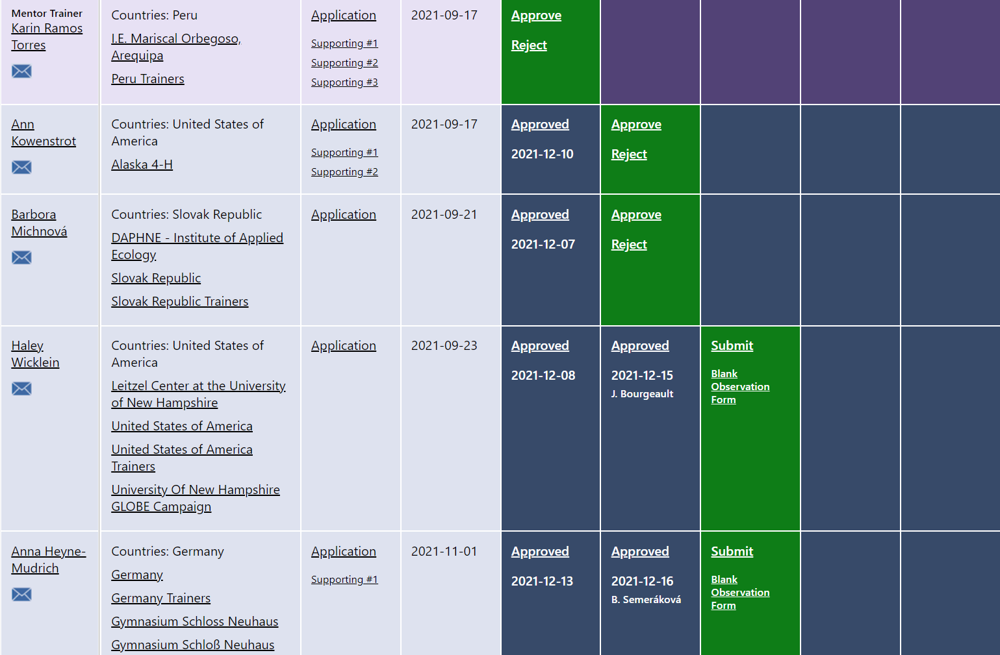 Mentor Trainer
Karin Ramos
Torres
Countries: Peru
I.E. Mariscal Orbegoso,
Arequipa
Peru Trainers
Application
Supporting #1
Supporting #2
Supporting #3
2021-09-17
Approve
Reject
Ann
Kowenstrot
Countries: United States of
America
Alaska 4-H
Application
Supporting #1
Supporting #2
2021-09-17
Approved
2021-12-10
Approve
Reject
Barbora
Michnová
Countries: Slovak Republic
DAPHNE - Institute of Applied
Ecology
Slovak Republic
Slovak Republic Trainers
Application
2021-09-21
Approved
2021-12-07
Approve
Reject
Haley
Wicklein
Countries: United States of
America
Leitzel Center at the University
of New Hampshire
United States of America
United States of America
Trainers
University Of New Hampshire
GLOBE Campaign
Application
2021-09-23
Approved
2021-12-08
Approved
2021-12-15
J. Bourgeault
Submit
Blank
Observation
Form
Anna Heyne-
Mudrich
Countries: Germany
Germany
Germany Trainers
Gymnasium Schloss Neuhaus
Gymnasium Schloß Neuhaus
Application
Supporting #1
2021-11-01
Approved
2021-12-13
Approved
2021-12-16
B. Semeráková
Submit
Blank
Observation
Form